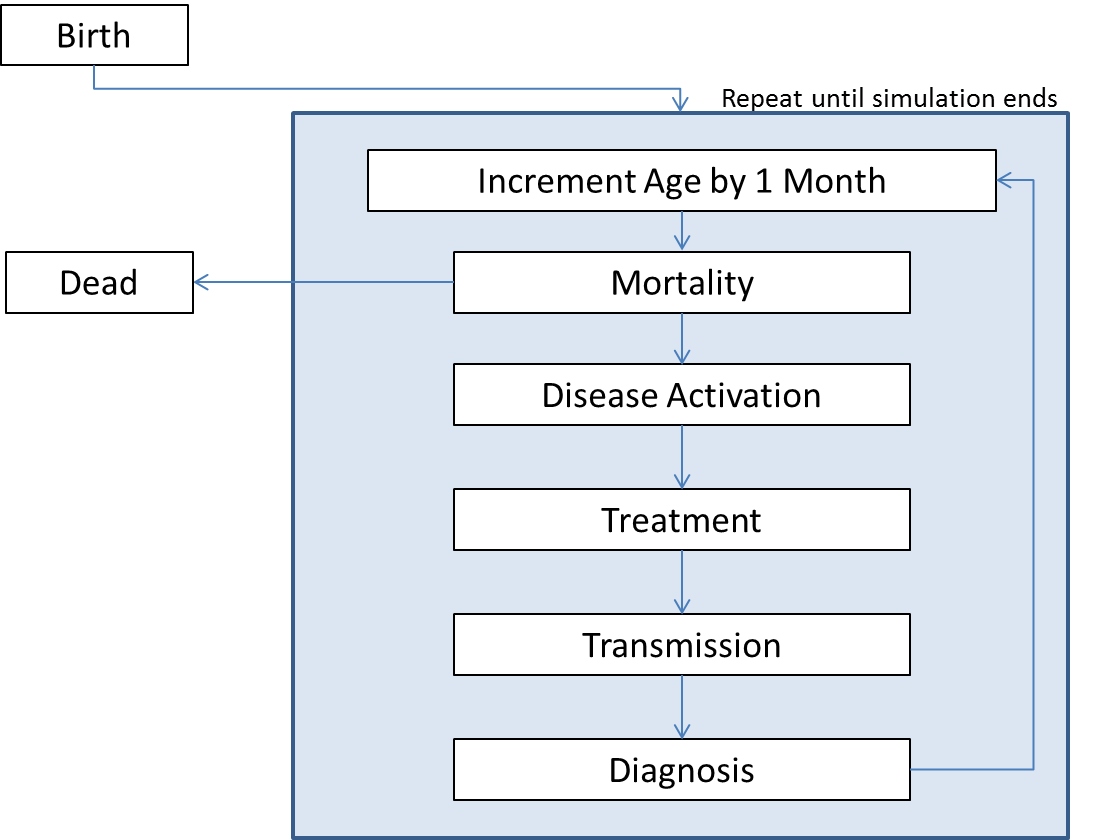 Birth
Repeat until simulation ends
Increment Age by 1 Month
Dead
Mortality
Disease Activation
Treatment
Transmission
Diagnosis